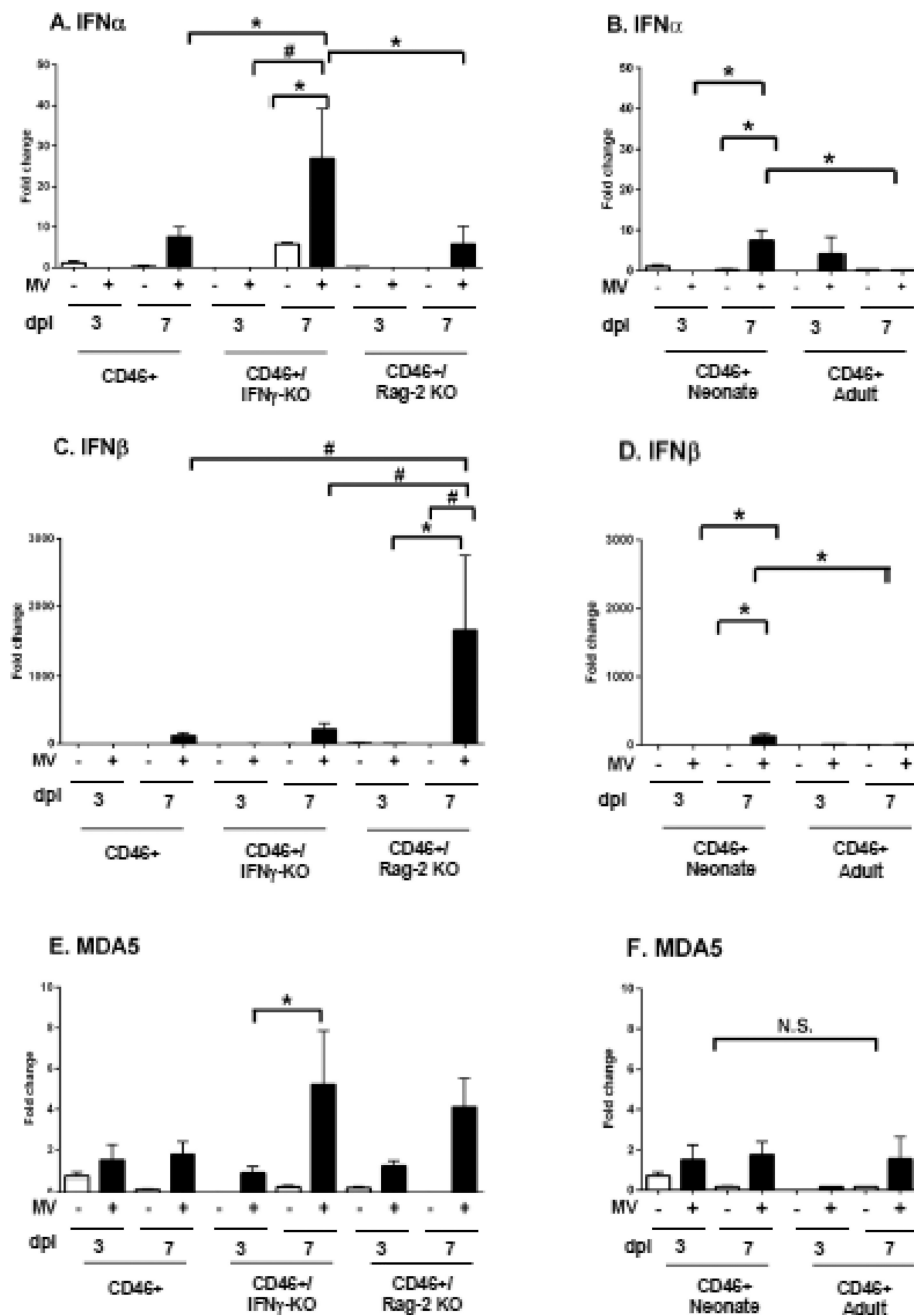 A. IFNα
*
#
*
*
50
40
30
20
10
0
Fold change
MV - + - + - + - + - + - +
dpI 3 7 3 7 3 7
CD46+ CD46+/ CD46+/
IFNγ-KO Rag-2 KO
B. IFNα
*
*
*
50
40
30
20
10
0
Fold change
MV - + - + - + - +
dpI 3 7 3 7
CD46+ CD46+
Neonate Adult
C. IFNβ
#
#
#
*
3000
2000
1000
0
Fold change
MV - + - + - + - + - + - +
dpI 3 7 3 7 3 7
CD46+ CD46+/ CD46+/
IFNγ-KO Rag-2 KO
D. IFNβ
*
*
*
3000
2000
1000
0
Fold change
MV - + - + - + - +
dpI 3 7 3 7
CD46+ CD46+
Neonate Adult
E. MDA5
*
10
8
6
4
2
0
Fold change
MV - + - + - + - + - + - +
dpI 3 7 3 7 3 7
CD46+ CD46+/ CD46+/
IFNγ-KO Rag-2 KO
F. MDA5
N.S.
10
8
6
4
2
0
Fold change
MV - + - + - + - +
dpI 3 7 3 7
CD46+ CD46+
Neonate Adult